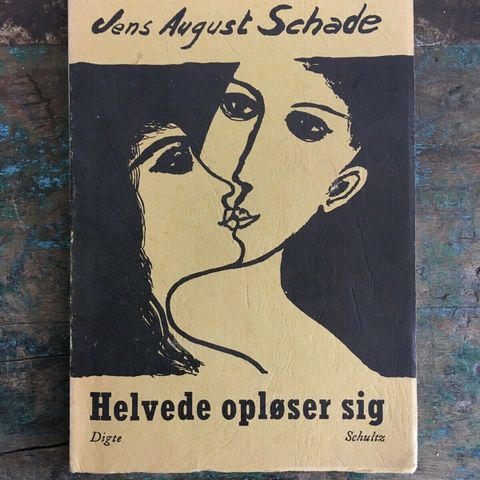 Jens August Schade
Helvede opløser sig
Digte Schultz